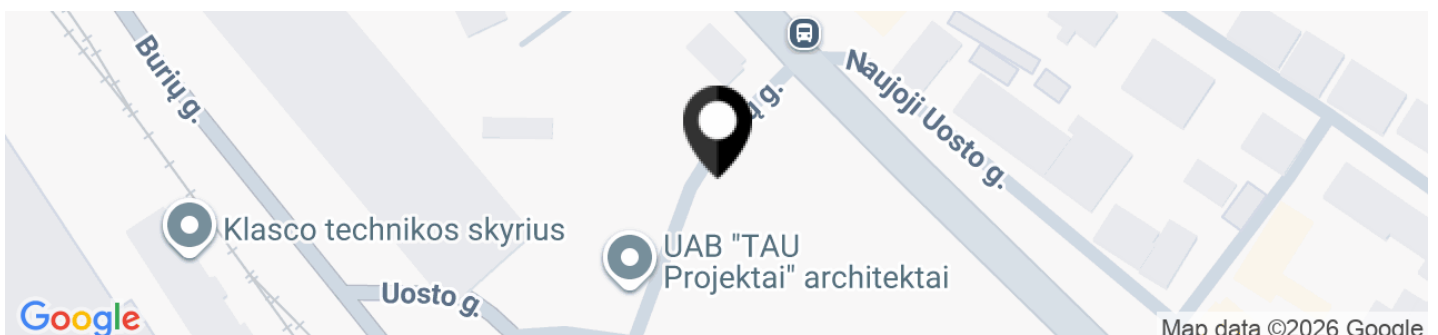 Burių g.
Naujoji Uosto g.
ų g.
Klasco technikos skyrius
UAB "TAU
Projektai" architektai
Uosto g.
Google
Map data ©2026 Google